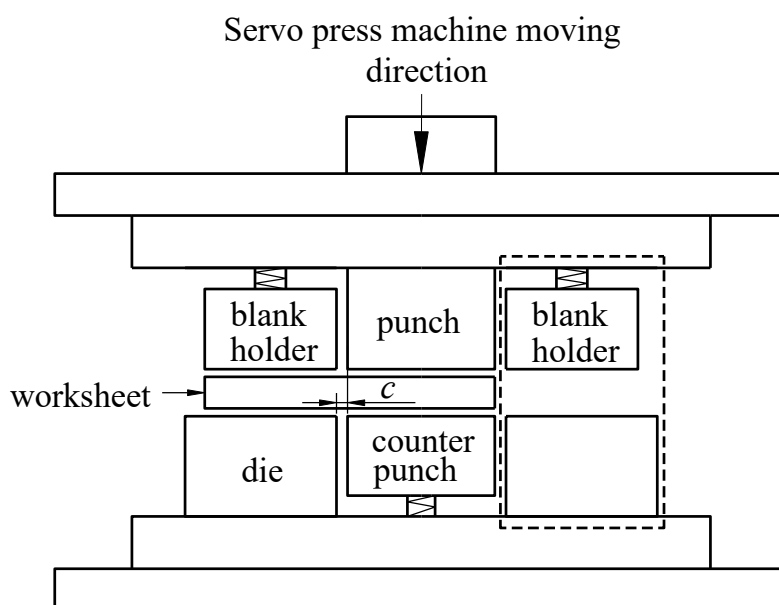 Servo press machine moving
direction
blank
holder
punch
blank
holder
worksheet
c
die
counter
punch